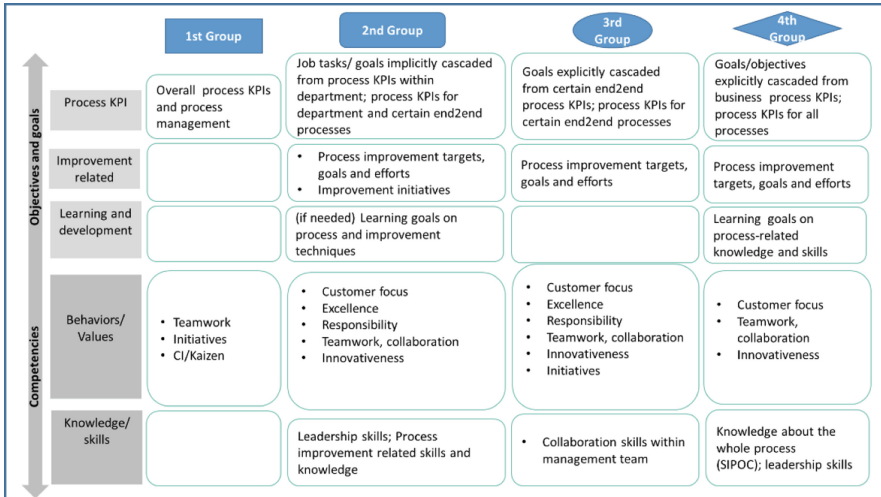 1st Group
2nd Group
3rd
Group
4th
Group
Objectives and goals
Process KPI
Overall process KPIs
and process
management
Job tasks/ goals implicitly cascaded
from process KPIs within
department; process KPIs for
department and certain end2end
processes
Goals explicitly cascaded
from certain end2end
process KPIs; process KPIs for
certain end2end processes
Goals/objectives
explicitly cascaded from
business process KPIs;
process KPIs for all
processes
Improvement
related
• Process improvement targets,
goals and efforts
• Improvement initiatives
Process improvement targets,
goals and efforts
Process improvement
targets, goals and efforts
Learning and
development
(if needed) Learning goals on
process and improvement
techniques
Learning goals on
process-related
knowledge and skills
Competencies
Behaviors/
Values
• Teamwork
• Initiatives
• CI/Kaizen
• Customer focus
• Excellence
• Responsibility
• Teamwork, collaboration
• Innovativeness
• Customer focus
• Excellence
• Responsibility
• Teamwork, collaboration
• Innovativeness
• Initiatives
• Customer focus
• Teamwork,
collaboration
• Innovativeness
Knowledge/
skills
Leadership skills; Process
improvement related skills and
knowledge
• Collaboration skills within
management team
Knowledge about the
whole process
(SIPOC); leadership skills